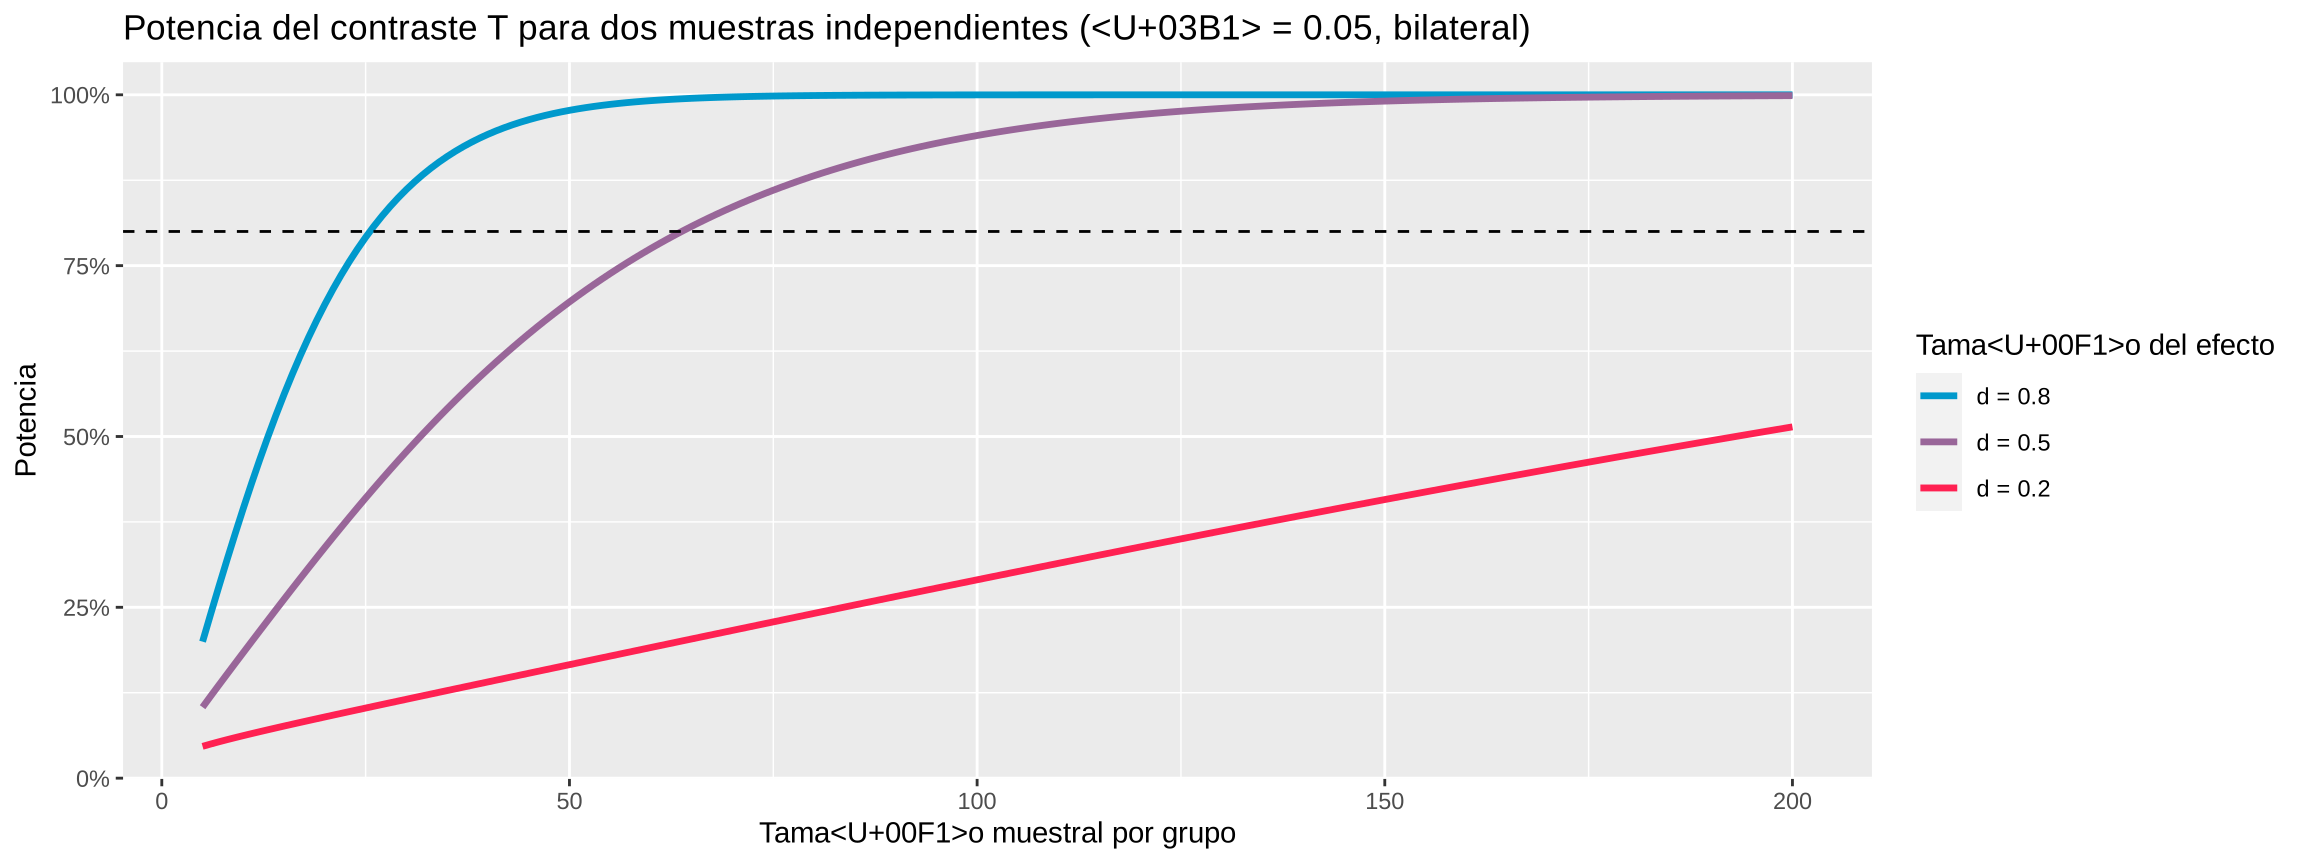 Potencia del contraste T para dos muestras independientes (<U+03B1> = 0.05, bilateral)
100%
75%
50%
25%
0%
Potencia
0 50 100 150 200
Tama<U+00F1>o muestral por grupo
Tama<U+00F1>o del efecto
d = 0.8
d = 0.5
d = 0.2